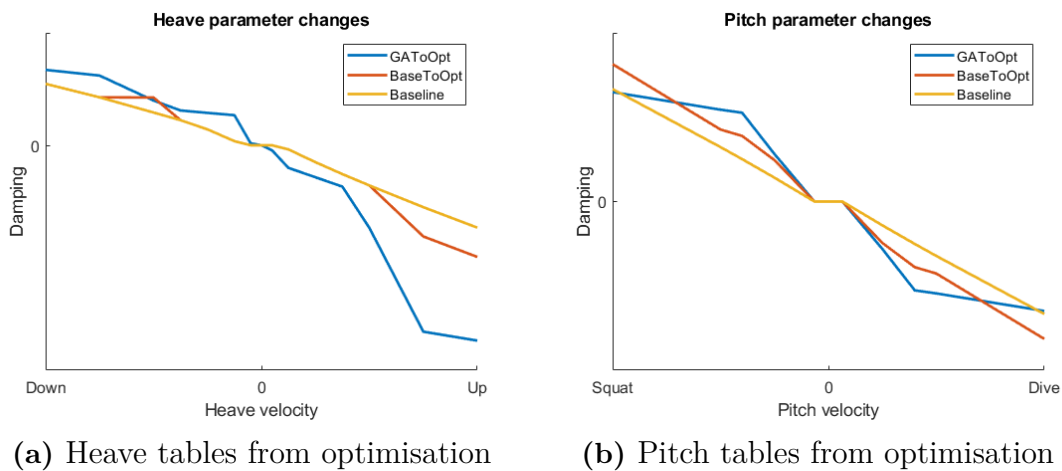 Heave parameter changes
GAToOpt
BaseToOpt
Baseline
0
Damping
Down
0
Up
Heave velocity
(a) Heave tables from optimisation
Pitch parameter changes
GAToOpt
BaseToOpt
Baseline
0
Damping
Squat
0
Dive
Pitch velocity
(b) Pitch tables from optimisation